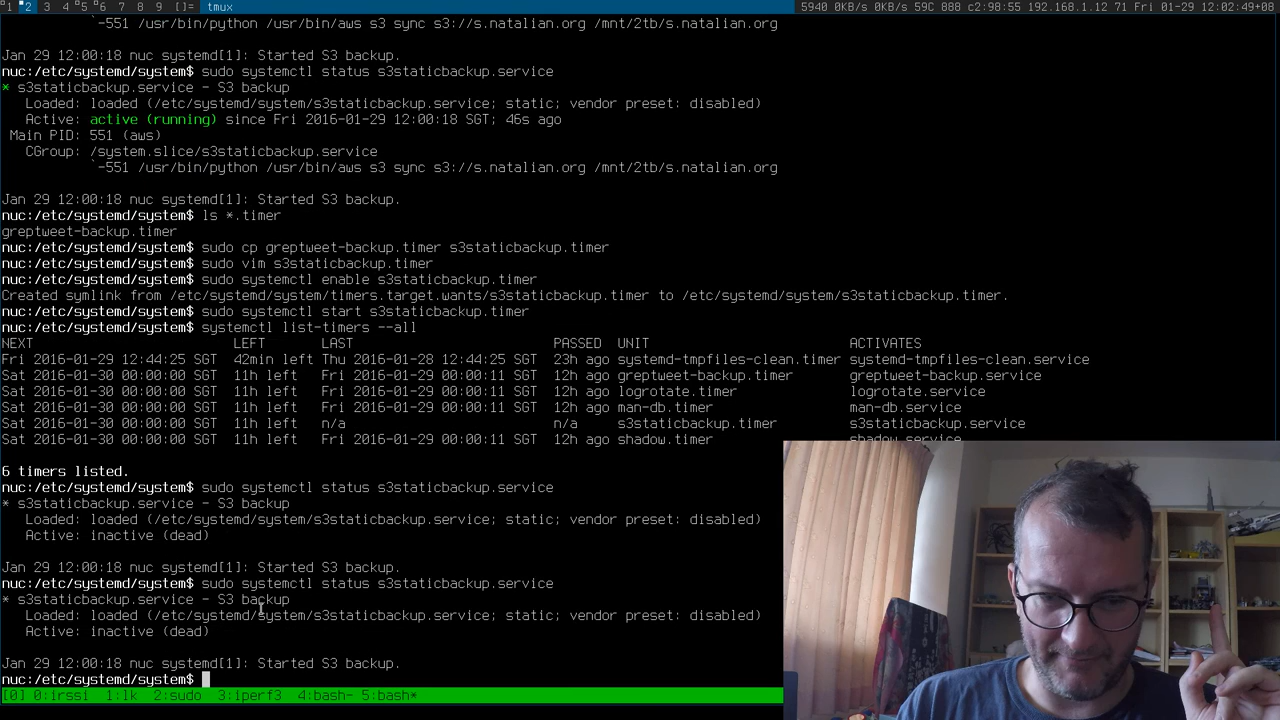 1 2 3 4 5 6 7 8 9 []= tmux 5940 0KB/s 0KB/s 59C 888 c2:98:55 192.168.1.12 71 Fri 01-29 12:02:49+08
`-551 /usr/bin/python /usr/bin/aws s3 sync s3://s.natalian.org /mnt/2tb/s.natalian.org
Jan 29 12:00:18 nuc systemd[1]: Started S3 backup.
nuc:/etc/systemd/system$ sudo systemctl status s3staticbackup.service
* s3staticbackup.service - S3 backup
Loaded: loaded (/etc/systemd/system/s3staticbackup.service; static; vendor preset: disabled)
Active: active (running) since Fri 2016-01-29 12:00:18 SGT; 46s ago
Main PID: 551 (aws)
CGroup: /system.slice/s3staticbackup.service
`-551 /usr/bin/python /usr/bin/aws s3 sync s3://s.natalian.org /mnt/2tb/s.natalian.org
Jan 29 12:00:18 nuc systemd[1]: Started S3 backup.
nuc:/etc/systemd/system$ ls *.timer
greptweet-backup.timer
nuc:/etc/systemd/system$ sudo cp greptweet-backup.timer s3staticbackup.timer
nuc:/etc/systemd/system$ sudo vim s3staticbackup.timer
nuc:/etc/systemd/system$ sudo systemctl enable s3staticbackup.timer
Created symlink from /etc/systemd/system/timers.target.wants/s3staticbackup.timer to /etc/systemd/system/s3staticbackup.timer.
nuc:/etc/systemd/system$ sudo systemctl start s3staticbackup.timer
nuc:/etc/systemd/system$ systemctl list-timers --all
NEXT LEFT LAST PASSED UNIT ACTIVATES
Fri 2016-01-29 12:44:25 SGT 42min left Thu 2016-01-28 12:44:25 SGT 23h ago systemd-tmpfiles-clean.timer systemd-tmpfiles-clean.service
Sat 2016-01-30 00:00:00 SGT 11h left Fri 2016-01-29 00:00:11 SGT 12h ago greptweet-backup.timer greptweet-backup.service
Sat 2016-01-30 00:00:00 SGT 11h left Fri 2016-01-29 00:00:11 SGT 12h ago logrotate.timer logrotate.service
Sat 2016-01-30 00:00:00 SGT 11h left Fri 2016-01-29 00:00:11 SGT 12h ago man-db.timer man-db.service
Sat 2016-01-30 00:00:00 SGT 11h left n/a n/a s3staticbackup.timer s3staticbackup.service
Sat 2016-01-30 00:00:00 SGT 11h left Fri 2016-01-29 00:00:11 SGT 12h ago shadow.timer shadow.service
6 timers listed.
nuc:/etc/systemd/system$ sudo systemctl status s3staticbackup.service
* s3staticbackup.service - S3 backup
Loaded: loaded (/etc/systemd/system/s3staticbackup.service; static; vendor preset: disabled)
Active: inactive (dead)
Jan 29 12:00:18 nuc systemd[1]: Started S3 backup.
nuc:/etc/systemd/system$ sudo systemctl status s3staticbackup.service
* s3staticbackup.service - S3 backup
Loaded: loaded (/etc/systemd/system/s3staticbackup.service; static; vendor preset: disabled)
Active: inactive (dead)
Jan 29 12:00:18 nuc systemd[1]: Started S3 backup.
nuc:/etc/systemd/system$
[0] 0:irssi 1:lk 2:sudo 3:iperf3 4:bash- 5:bash*